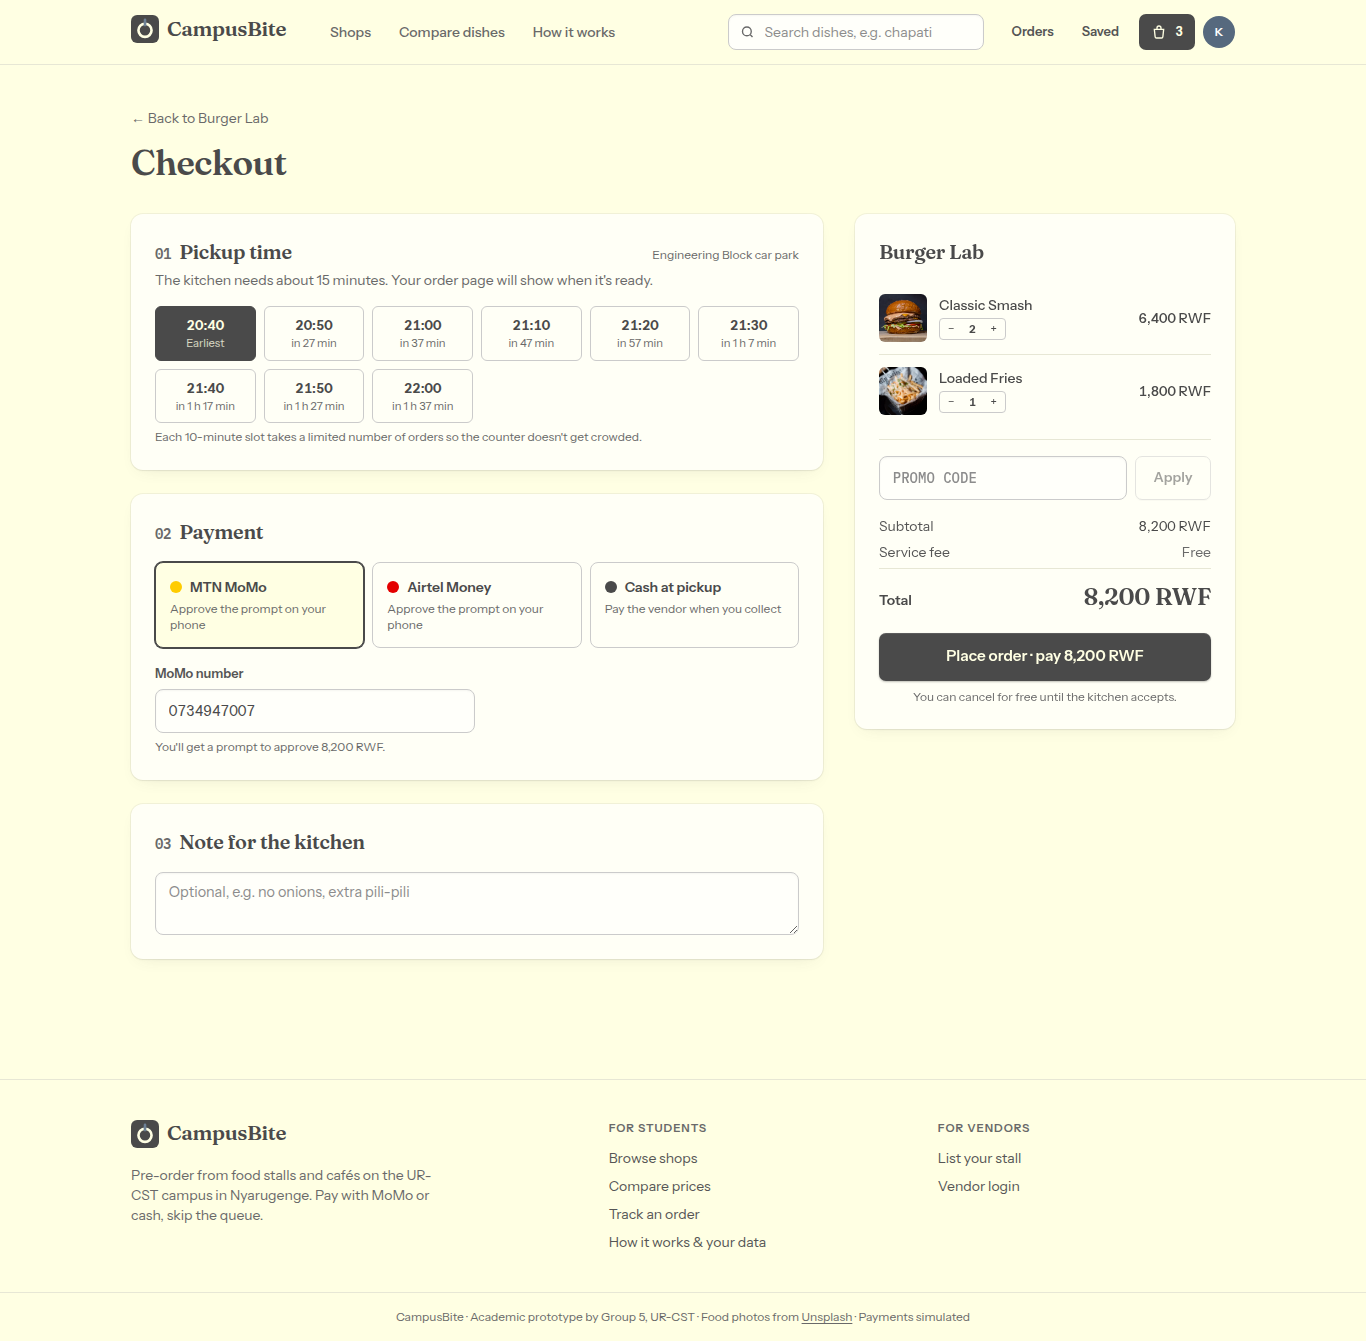 CampusBite
Shops
Compare dishes
How it works
Search dishes, e.g. chapati
Orders
Saved
3
K
← Back to Burger Lab
Checkout
01 Pickup time
Engineering Block car park
The kitchen needs about 15 minutes. Your order page will show when it's ready.
20:40
Earliest
20:50
in 27 min
21:00
in 37 min
21:10
in 47 min
21:20
in 57 min
21:30
in 1 h 7 min
21:40
in 1 h 17 min
21:50
in 1 h 27 min
22:00
in 1 h 37 min
Each 10-minute slot takes a limited number of orders so the counter doesn't get crowded.
02 Payment
MTN MoMo
Approve the prompt on your
phone
Airtel Money
Approve the prompt on your
phone
Cash at pickup
Pay the vendor when you collect
MoMo number
0734947007
You'll get a prompt to approve 8,200 RWF.
03 Note for the kitchen
Optional, e.g. no onions, extra pili-pili
Burger Lab
Classic Smash
− 2 +
6,400 RWF
Loaded Fries
− 1 +
1,800 RWF
PROMO CODE
Apply
Subtotal
8,200 RWF
Service fee
Free
Total
8,200 RWF
Place order · pay 8,200 RWF
You can cancel for free until the kitchen accepts.
CampusBite
Pre-order from food stalls and cafés on the UR-
CST campus in Nyarugenge. Pay with MoMo or
cash, skip the queue.
FOR STUDENTS
Browse shops
Compare prices
Track an order
How it works & your data
FOR VENDORS
List your stall
Vendor login
CampusBite · Academic prototype by Group 5, UR-CST · Food photos from Unsplash · Payments simulated